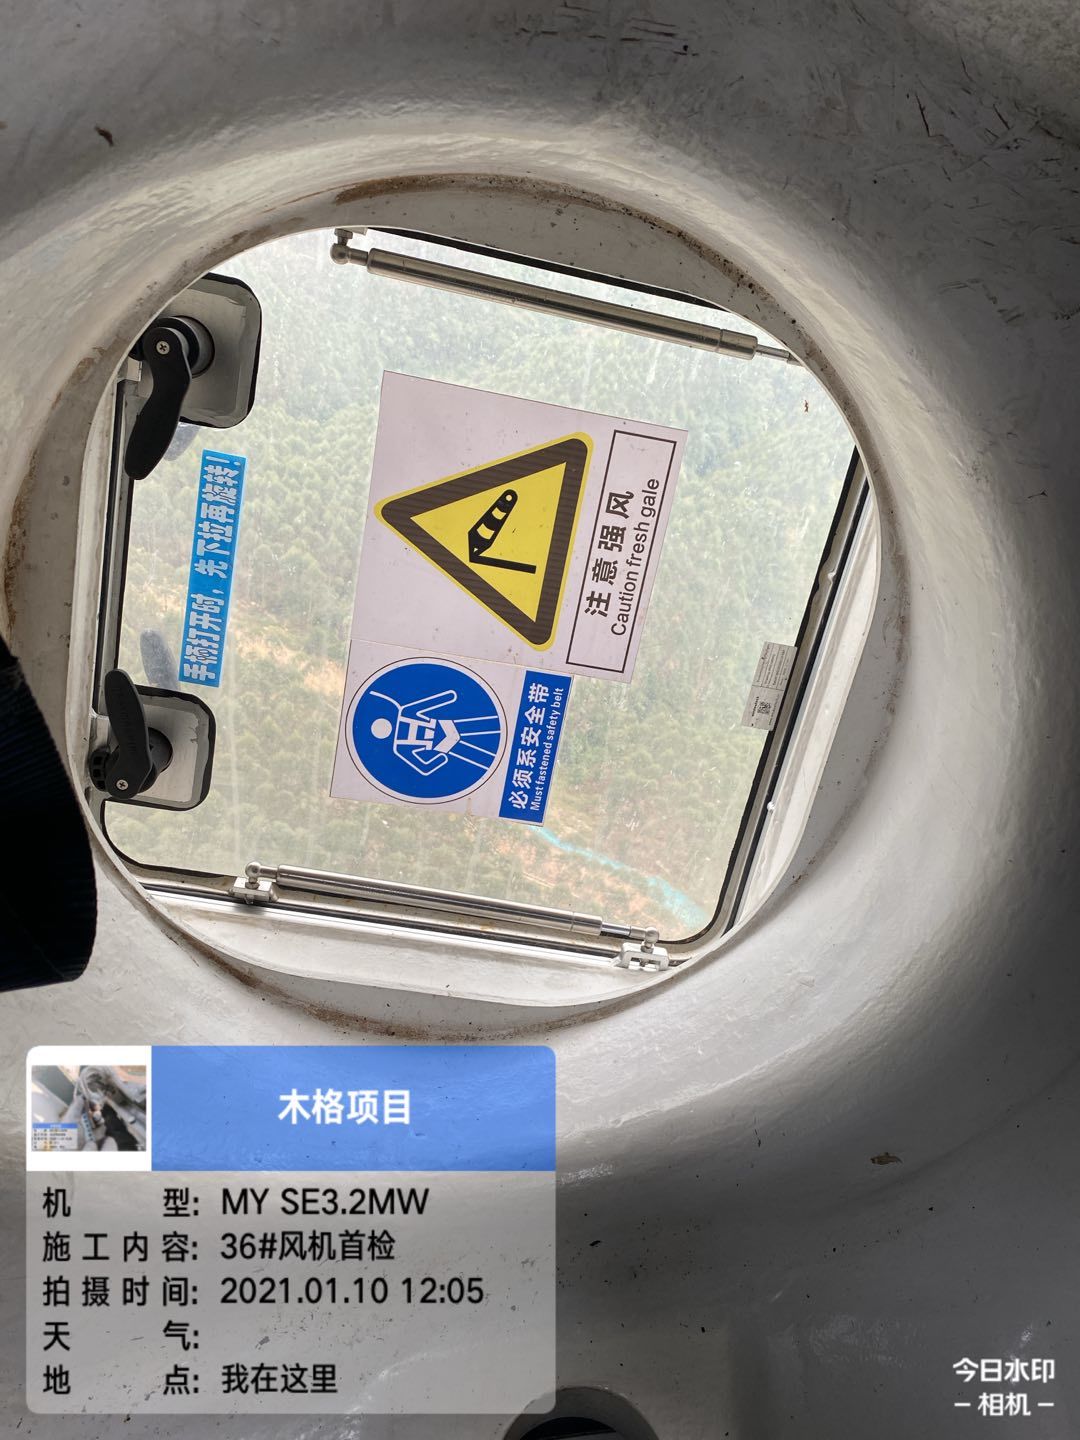 手柄打开时，先下拉再旋转！
注意强风
Caution fresh gale
必须系安全带
Must fastened safety belt
木格项目
机型: MY SE3.2MW
施工内容: 36#风机首检
拍摄时间: 2021.01.10 12:05
天气:
地点: 我在这里
今日水印
-相机-